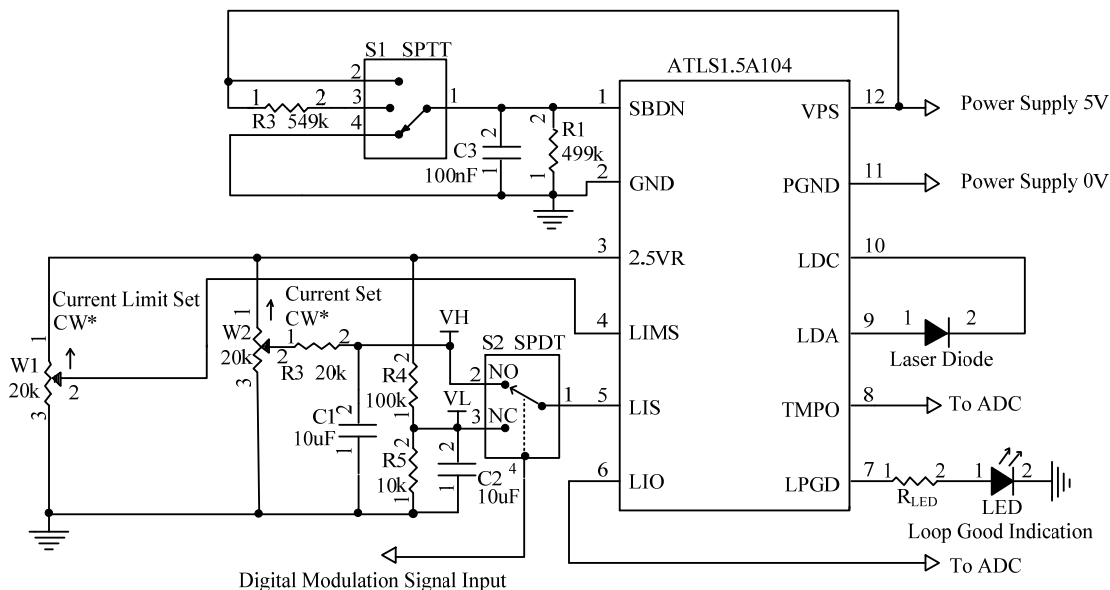 S1 SPTT
ATLS1.5A104
2
1 2
R3 549k
3
4
1
C3
100nF
2
1
2
R1
499k
1
1 SBDN
2 GND
3 2.5VR
4 LIMS
5 LIS
6 LIO
VPS 12
PGND 11
LDC 10
LDA 9
TMPO 8
LPGD 7
Power Supply 5V
Power Supply 0V
1 2
Laser Diode
To ADC
1 2
RLED
1 2
LED
Loop Good Indication
To ADC
Current Limit Set
CW*
1
W1
20k
2
3
Current Set
CW*
1
W2
20k
2
3
1 2
R3 20k
VH
C1
10uF
2
1
2
R4
100k
1
VL
2
R5
10k
1
2
C2
10uF
1
S2 SPDT
2 NO
3 NC
1
4
Digital Modulation Signal Input